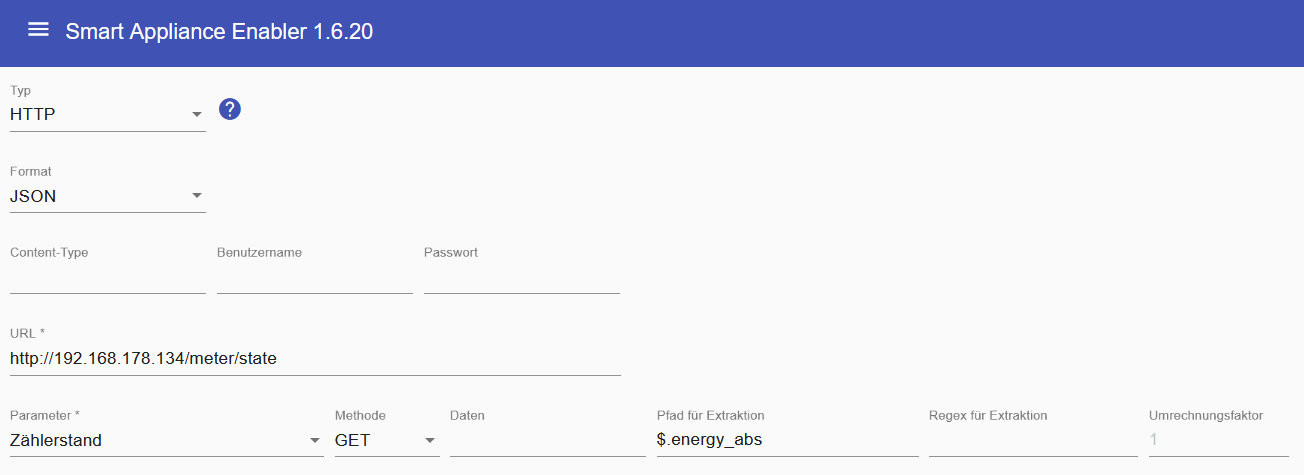 Smart Appliance Enabler 1.6.20
Typ
HTTP
?
Format
JSON
Content-Type Benutzername Passwort
URL *
http://192.168.178.134/meter/state
Parameter * Methode Daten Pfad für Extraktion Regex für Extraktion Umrechnungsfaktor
Zählerstand GET $.energy_abs 1